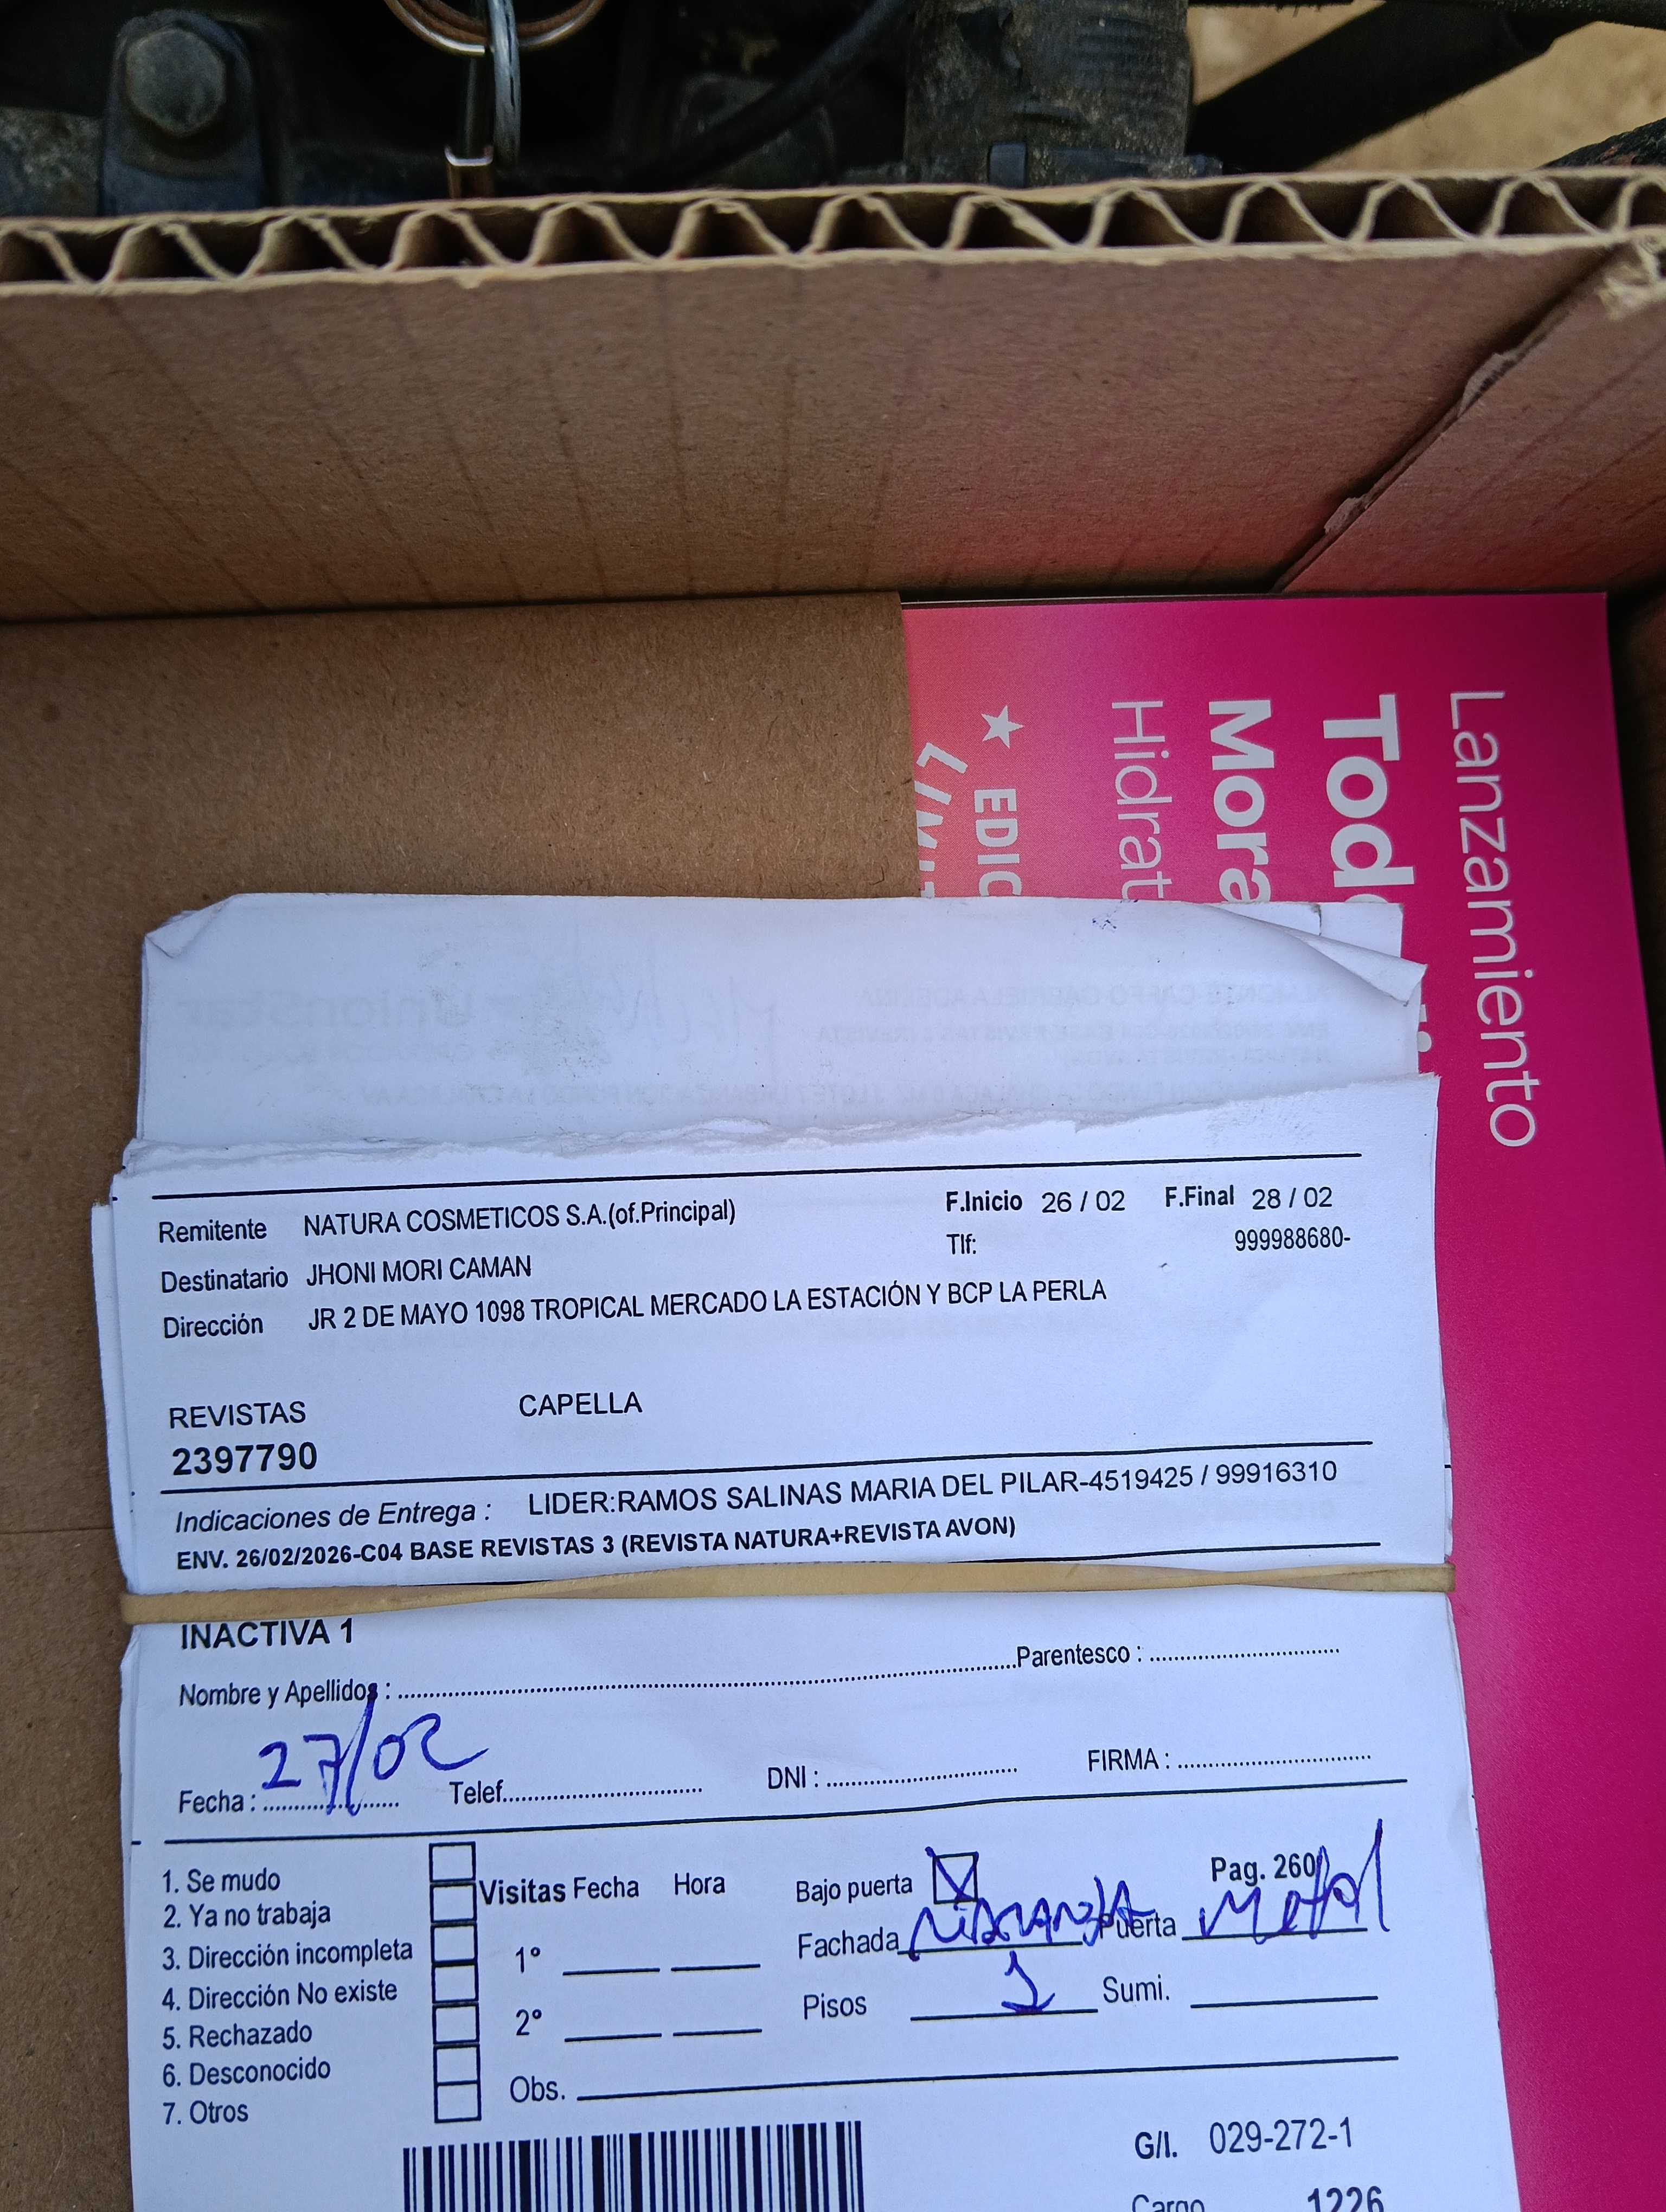 Lanzamiento
Tod
Mora
Hidrat
★ EDIC
Remitente NATURA COSMETICOS S.A.(of.Principal) F.Inicio 26 / 02 F.Final 28 / 02
Tlf: 999988680-
Destinatario JHONI MORI CAMAN
Dirección JR 2 DE MAYO 1098 TROPICAL MERCADO LA ESTACIÓN Y BCP LA PERLA
REVISTAS CAPELLA
2397790
Indicaciones de Entrega : LIDER:RAMOS SALINAS MARIA DEL PILAR-4519425 / 99916310
ENV. 26/02/2026-C04 BASE REVISTAS 3 (REVISTA NATURA+REVISTA AVON)
INACTIVA 1
Nombre y Apellidos : Parentesco :
Fecha : 27/02 Telef. DNI : FIRMA :
1. Se mudo
2. Ya no trabaja
3. Dirección incompleta
4. Dirección No existe
5. Rechazado
6. Desconocido
7. Otros
Visitas Fecha Hora
1°
2°
Obs.
Bajo puerta Pag. 260
Fachada Puerta Metal
Pisos 1 Sumi.
G/I. 029-272-1
Cargo 1226